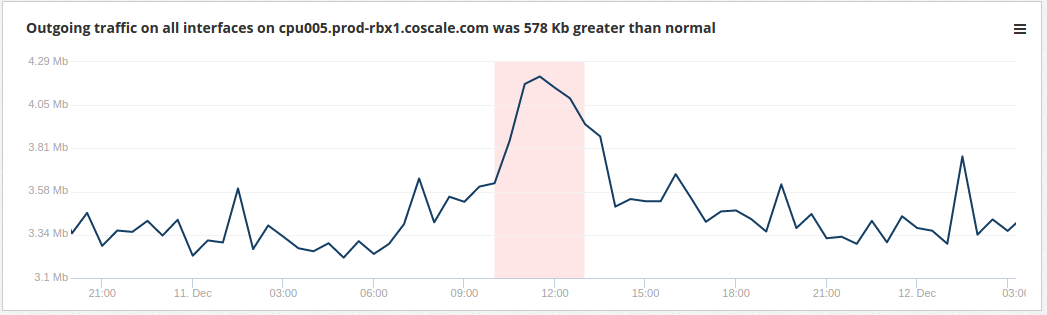 Outgoing traffic on all interfaces on cpu005.prod-rbx1.coscale.com was 578 Kb greater than normal
4.29 Mb
4.05 Mb
3.81 Mb
3.58 Mb
3.34 Mb
3.1 Mb
21:00 11. Dec 03:00 06:00 09:00 12:00 15:00 18:00 21:00 12. Dec 03:00